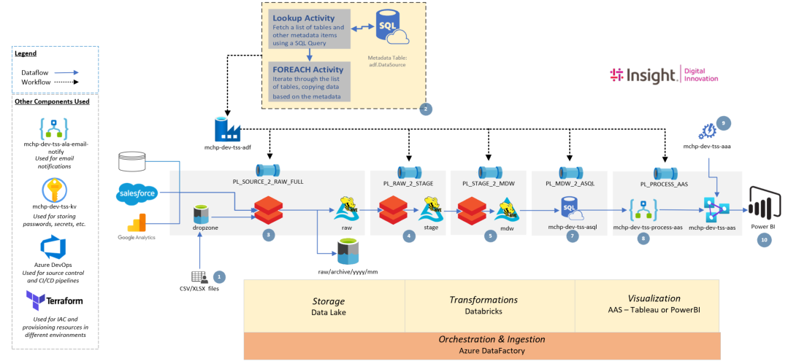 Lookup Activity
Fetch a list of tables and
other metadata items
using a SQL Query
SQL
Metadata Table:
adf.DataSource
FOREACH Activity
Iterate through the list
of tables, copying data
based on the metadata
2
Insight.
Digital
Innovation
Legend
Dataflow
Workflow
Other Components Used
mchp-dev-tss-ala-email-
notify
Used for email
notifications
mchp-dev-tss-kv
Used for storing
passwords, secrets, etc.
Azure DevOps
Used for source control
and CI/CD pipelines
Terraform
Used for IAC and
provisioning resources in
different environments
mchp-dev-tss-adf
9
mchp-dev-tss-aaa
PL_SOURCE_2_RAW_FULL
PL_RAW_2_STAGE
PL_STAGE_2_MDW
PL_MDW_2_ASQL
PL_PROCESS_AAS
salesforce
Google Analytics
dropzone
3
raw
4
stage
5
mdw
SQL
mchp-dev-tss-asql
7
mchp-dev-tss-process-aas
8
mchp-dev-tss-aas
Power BI
10
raw/archive/yyyy/mm
1
CSV/XLSX files
Storage
Data Lake
Transformations
Databricks
Visualization
AAS – Tableau or PowerBI
Orchestration & Ingestion
Azure DataFactory